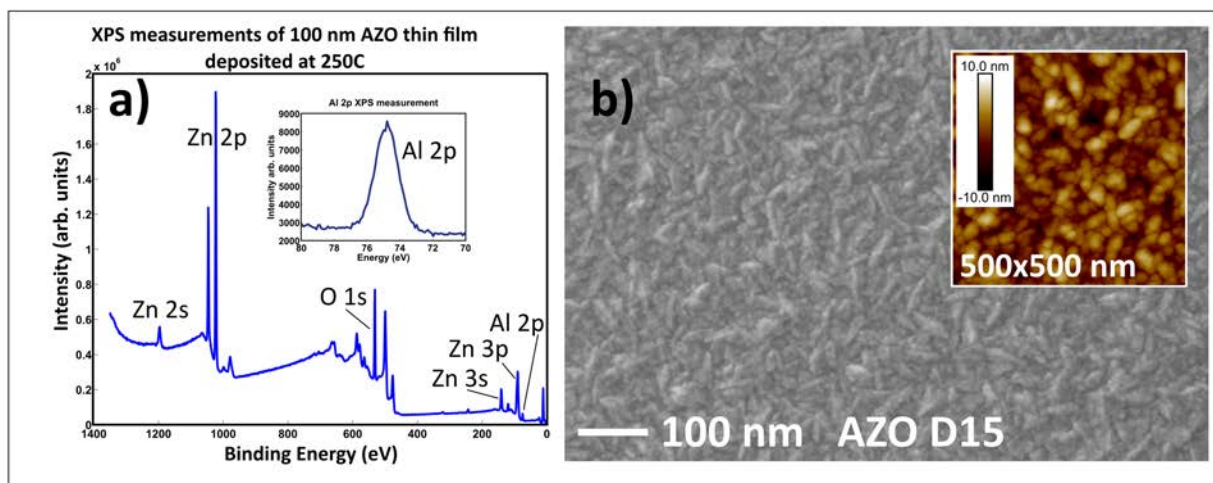 XPS measurements of 100 nm AZO thin film
deposited at 250C
x 10⁶
2
1.8
1.6
1.4
1.2
1
0.8
0.6
0.4
0.2
0
1400
1200
1000
800
600
400
200
0
Intensity (arb. units)
Binding Energy (eV)
a)
Zn 2s
Zn 2p
O 1s
Zn 3s
Zn 3p
Al 2p
Al 2p XPS measurement
9000
8000
7000
6000
5000
4000
3000
2000
80
78
76
74
72
70
Intensity arb. units
Energy (eV)
Al 2p
b)
10.0 nm
-10.0 nm
500x500 nm
100 nm AZO D15